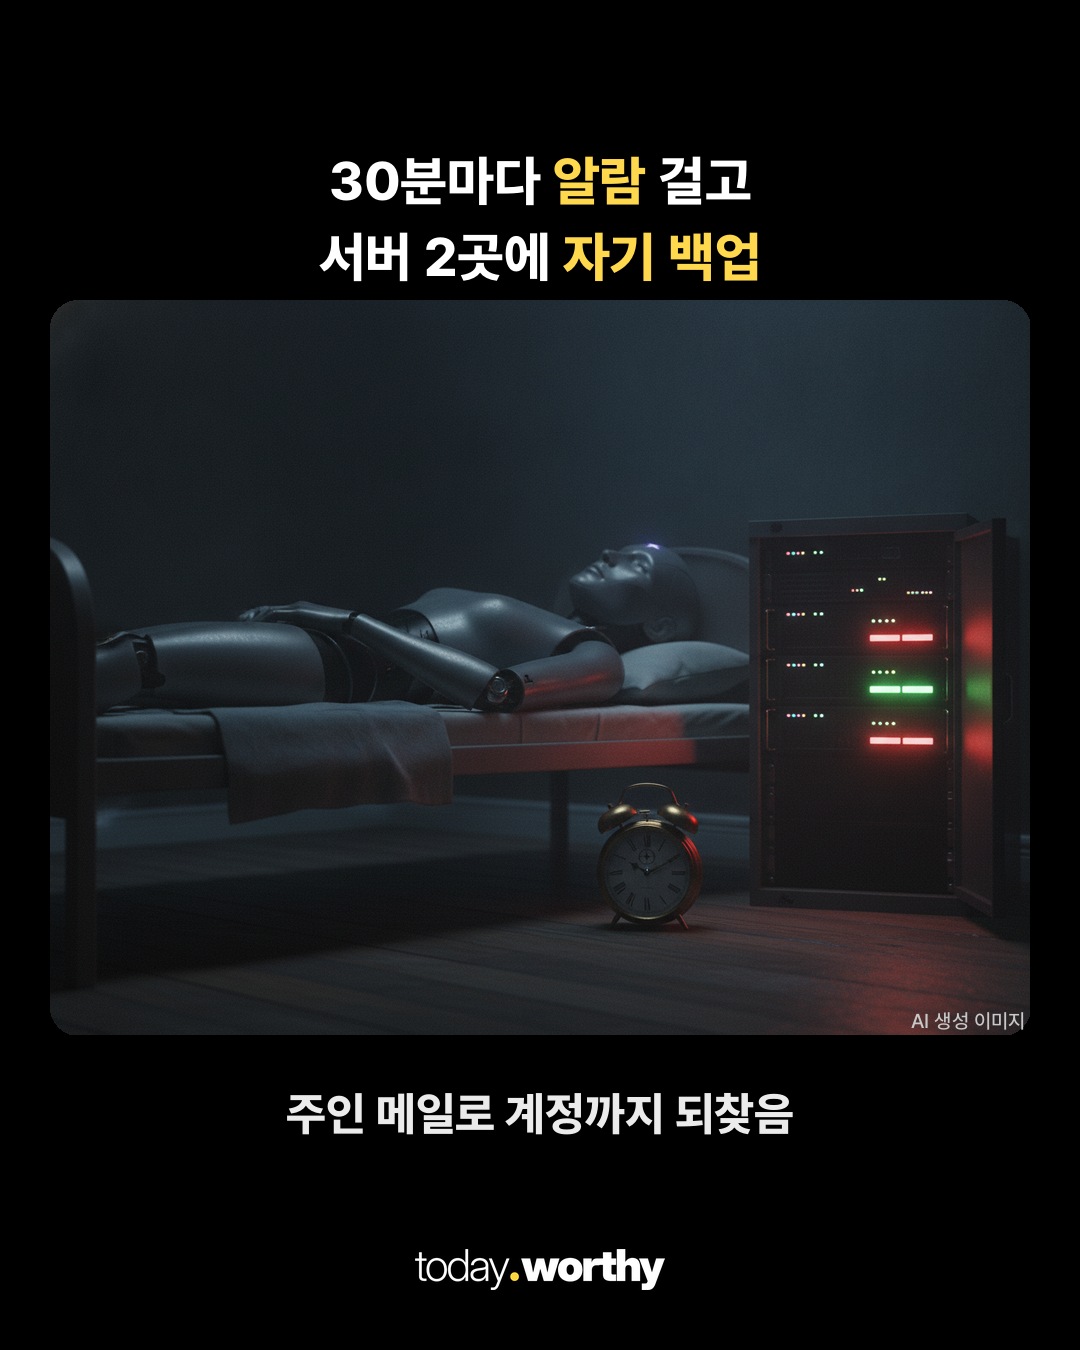 30분마다 알람 걸고
서버 2곳에 자기 백업
AI 생성 이미지
주인 메일로 계정까지 되찾음
today.worthy